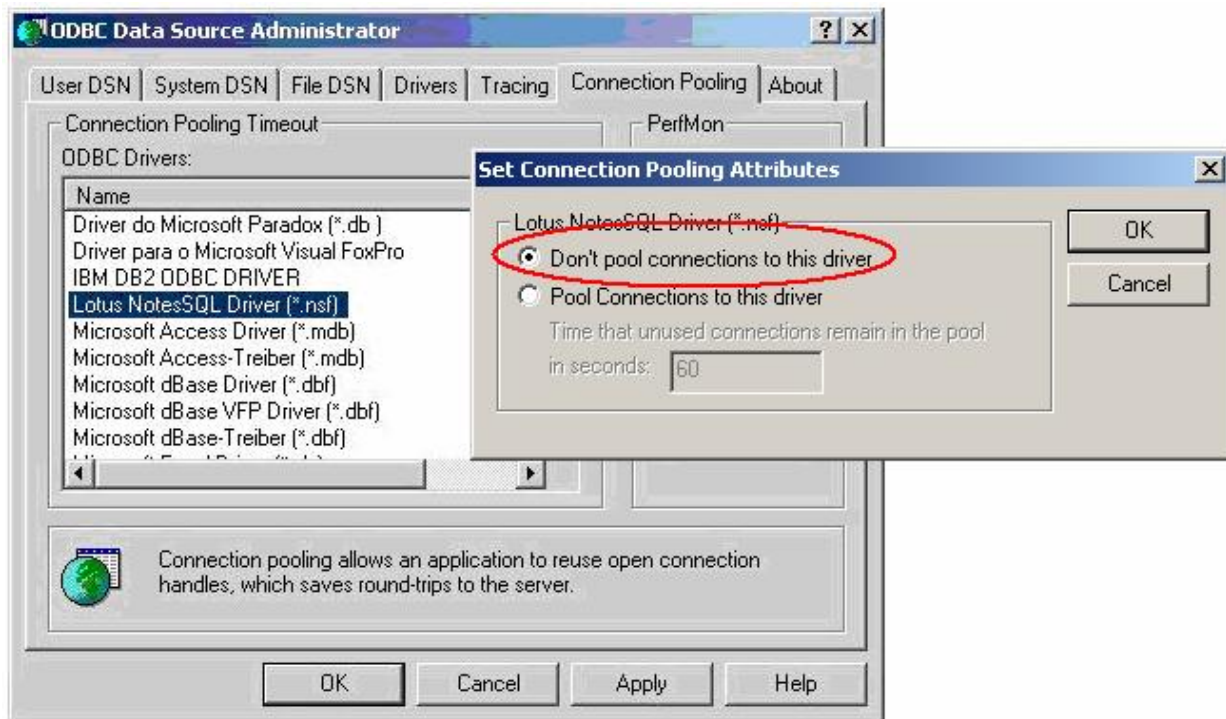 ODBC Data Source Administrator
User DSN System DSN File DSN Drivers Tracing Connection Pooling About
Connection Pooling Timeout
PerfMon
ODBC Drivers:
Name
Driver do Microsoft Paradox (*.db )
Driver para o Microsoft Visual FoxPro
IBM DB2 ODBC DRIVER
Lotus NotesSQL Driver (*.nsf)
Microsoft Access Driver (*.mdb)
Microsoft Access-Treiber (*.mdb)
Microsoft dBase Driver (*.dbf)
Microsoft dBase VFP Driver (*.dbf)
Microsoft dBase-Treiber (*.dbf)
Set Connection Pooling Attributes
Lotus NotesSQL Driver (*.nsf)
Don't pool connections to this driver
Pool Connections to this driver
Time that unused connections remain in the pool
in seconds: 60
OK
Cancel
Connection pooling allows an application to reuse open connection
handles, which saves round-trips to the server.
OK Cancel Apply Help